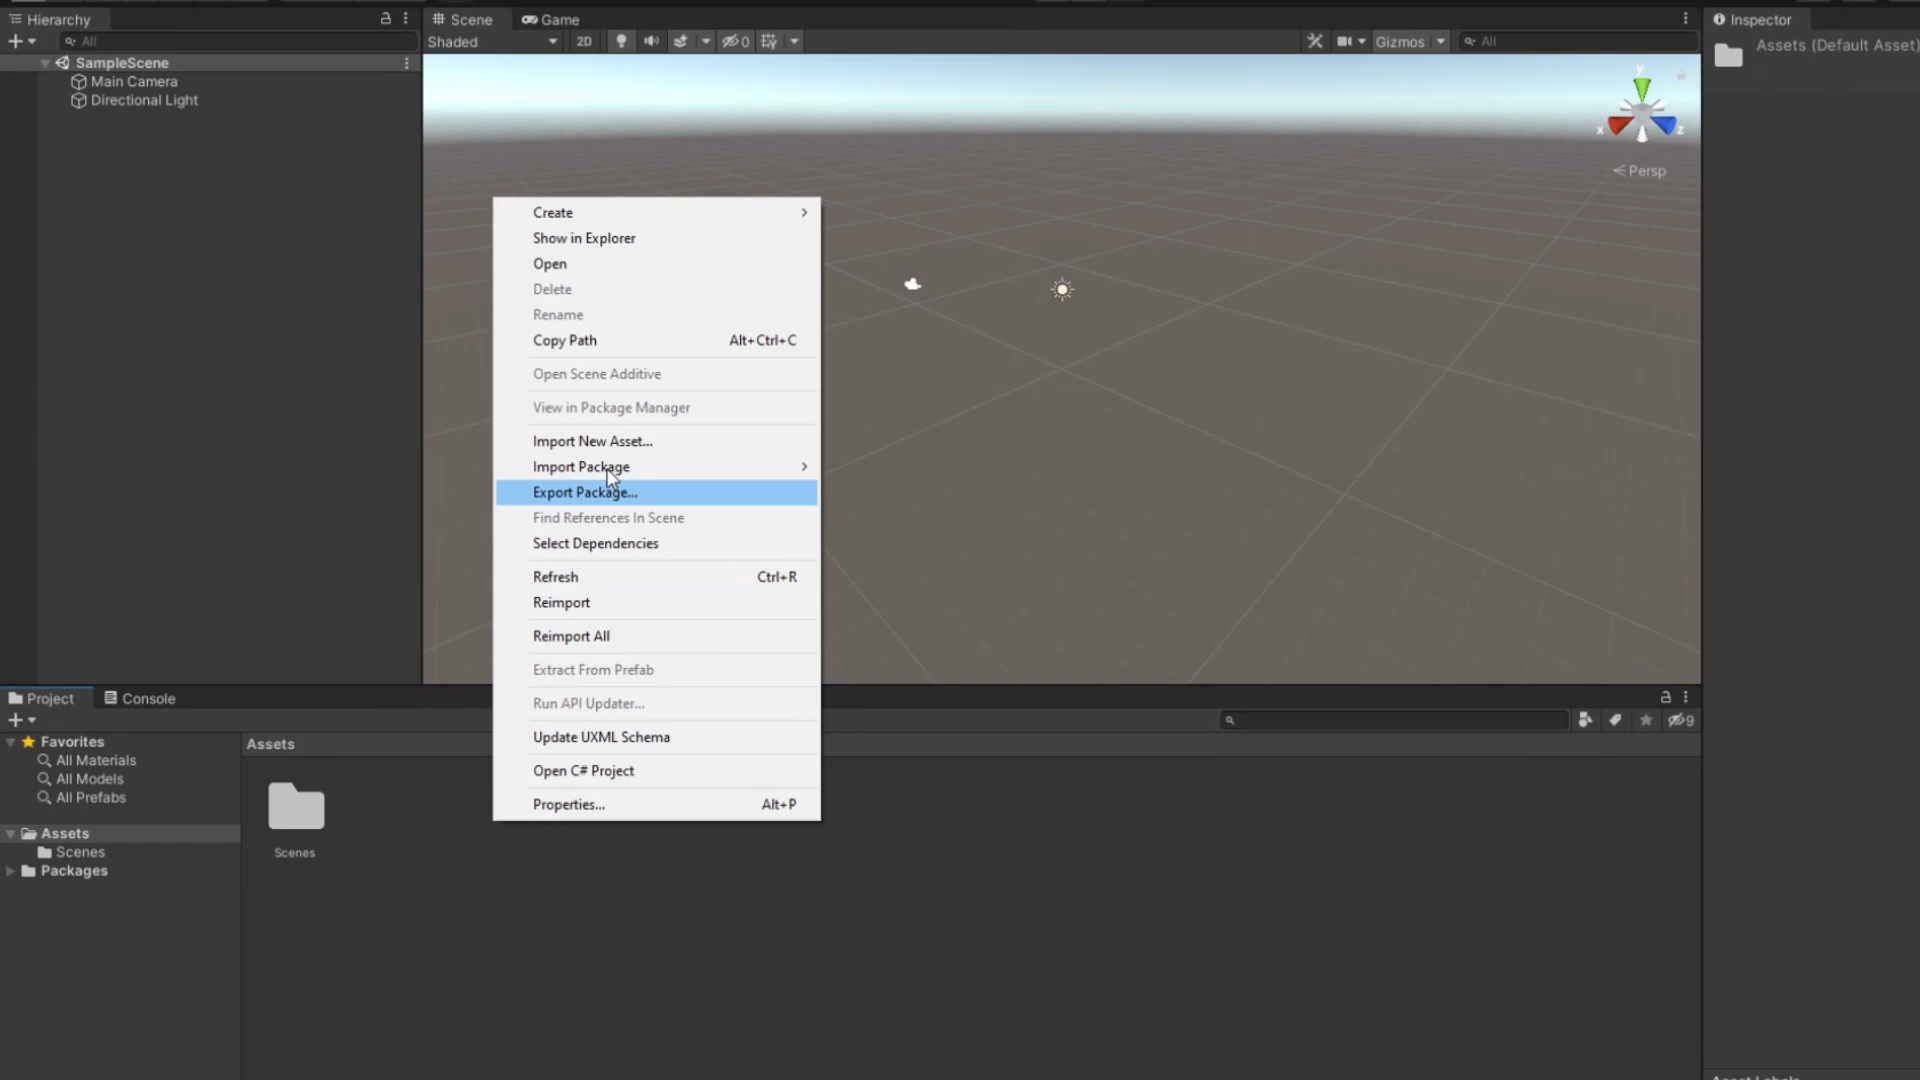 Hierarchy
All
SampleScene
Main Camera
Directional Light
Scene
Game
Shaded
2D
0
Gizmos
All
y
x
z
Persp
Inspector
Assets (Default Asset)
Create
Show in Explorer
Open
Delete
Rename
Copy Path Alt+Ctrl+C
Open Scene Additive
View in Package Manager
Import New Asset...
Import Package
Export Package...
Find References In Scene
Select Dependencies
Refresh Ctrl+R
Reimport
Reimport All
Extract From Prefab
Run API Updater...
Update UXML Schema
Open C# Project
Properties... Alt+P
Project
Console
9
Favorites
All Materials
All Models
All Prefabs
Assets
Scenes
Packages
Assets
Scenes